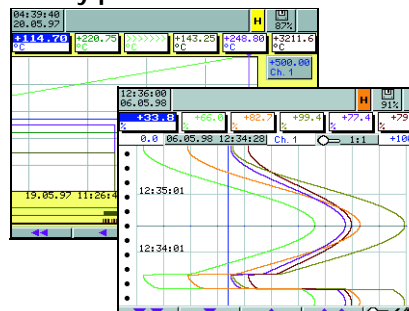 04:39:40
20.05.97
H
87%
+114.70
°C
+220.75
°C
>>>>>>>
°C
+143.25
°C
+248.80
°C
+3211.6
°C
+500.00
Ch.1
19.05.97 11:26:4
12:36:00
06.05.98
H
91%
+33.8
%
+66.0
%
+82.7
%
+99.4
%
+77.4
%
+79
%
0.0 06.05.98 12:34:28 Ch.1 1:1 +100
12:35:01
12:34:01